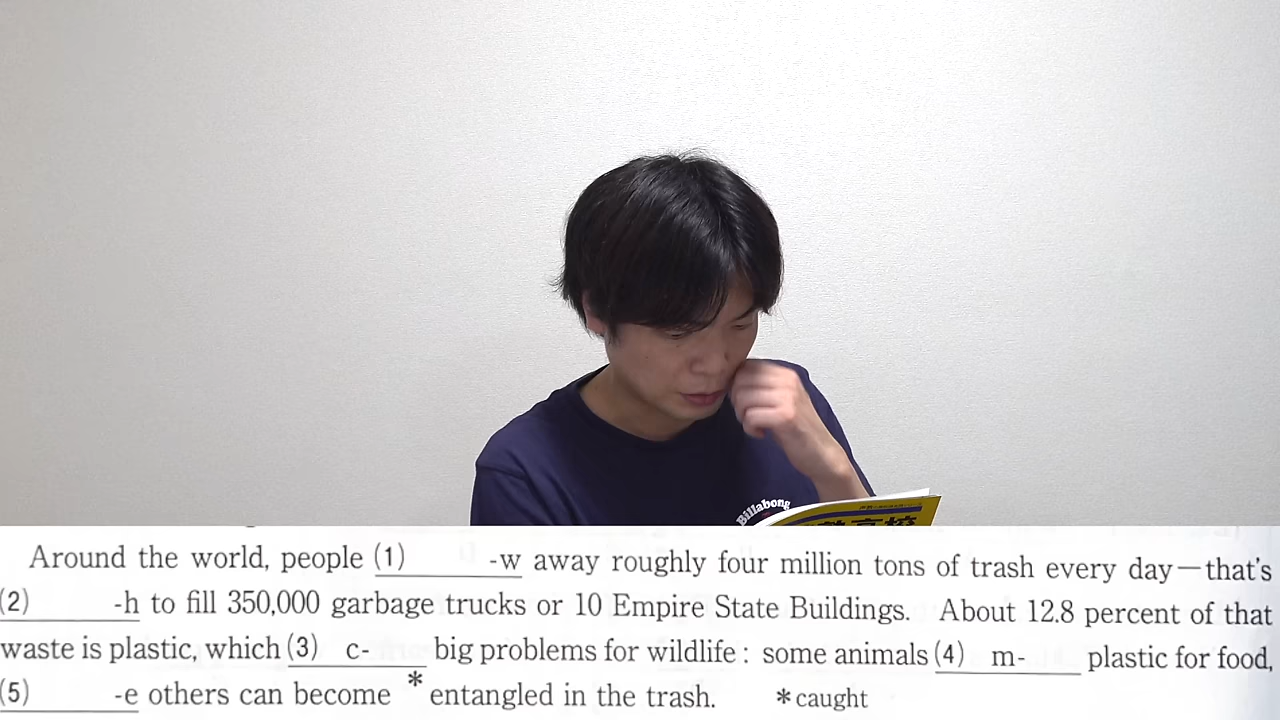 Billabong
Around the world, people (1) -w away roughly four million tons of trash every day—that's
(2) -h to fill 350,000 garbage trucks or 10 Empire State Buildings. About 12.8 percent of that
waste is plastic, which (3) c- big problems for wildlife : some animals (4) m- plastic for food,
(5) -e others can become *entangled in the trash. *caught